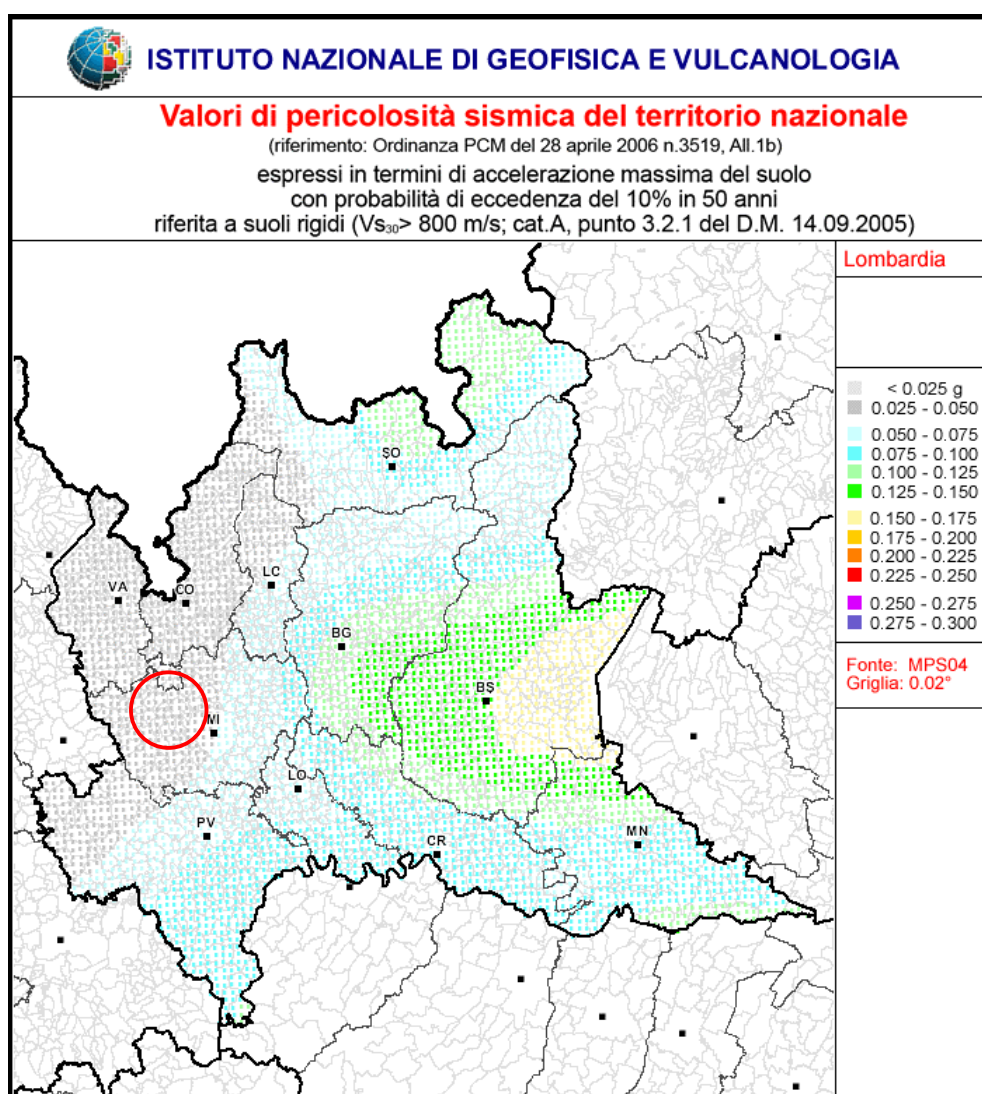 ISTITUTO NAZIONALE DI GEOFISICA E VULCANOLOGIA
Valori di pericolosità sismica del territorio nazionale
(riferimento: Ordinanza PCM del 28 aprile 2006 n.3519, All.1b)
espressi in termini di accelerazione massima del suolo
con probabilità di eccedenza del 10% in 50 anni
riferita a suoli rigidi (Vs₃₀> 800 m/s; cat.A, punto 3.2.1 del D.M. 14.09.2005)
Lombardia
< 0.025 g
0.025 - 0.050
0.050 - 0.075
0.075 - 0.100
0.100 - 0.125
0.125 - 0.150
0.150 - 0.175
0.175 - 0.200
0.200 - 0.225
0.225 - 0.250
0.250 - 0.275
0.275 - 0.300
Fonte: MPS04
Griglia: 0.02°
SO
LC
VA
CO
BG
BS
MI
LO
PV
MN
CR